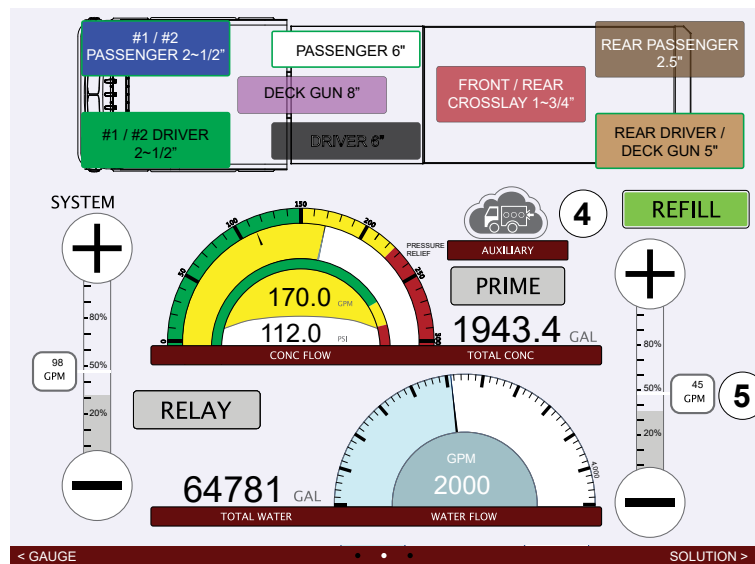 #1 / #2
PASSENGER 2~1/2”
PASSENGER 6"
REAR PASSENGER
2.5"
DECK GUN 8”
FRONT / REAR
CROSSLAY 1~3/4”
#1 / #2 DRIVER
2~1/2”
DRIVER 6"
REAR DRIVER /
DECK GUN 5"
SYSTEM
80%
50%
20%
98
GPM
0
50
100
150
200
250
300
PRESSURE
RELIEF
170.0 GPM
112.0 PSI
CONC FLOW
AUXILIARY
4
REFILL
PRIME
1943.4 GAL
TOTAL CONC
80%
50%
20%
45
GPM
5
RELAY
64781 GAL
TOTAL WATER
GPM
2000
4,000
WATER FLOW
< GAUGE
SOLUTION >